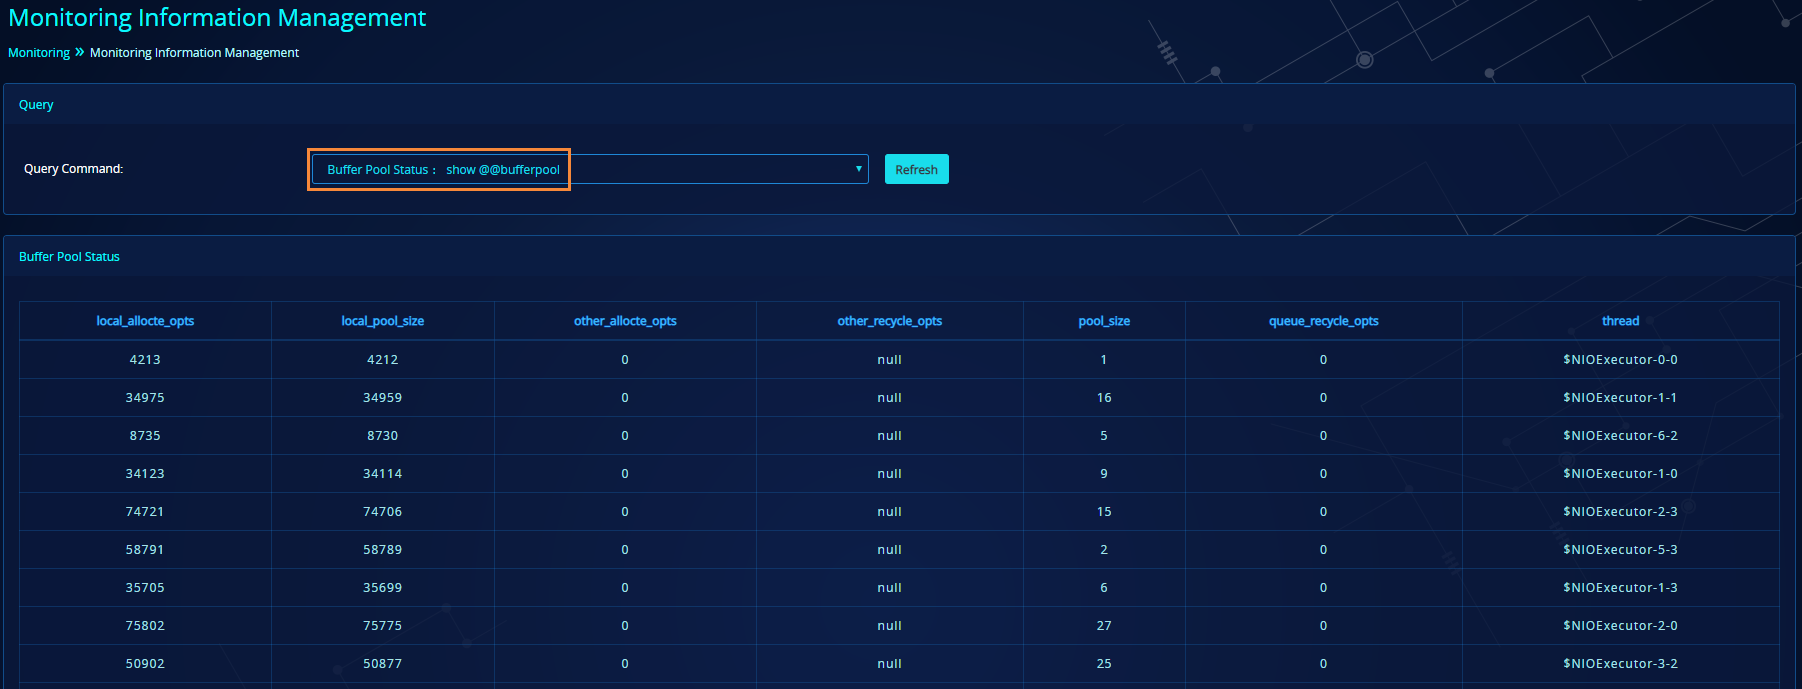 Monitoring Information Management
Monitoring » Monitoring Information Management
Query
Query Command: Buffer Pool Status : show @@bufferpool ▾ Refresh
Buffer Pool Status
local_allocte_opts local_pool_size other_allocte_opts other_recycle_opts pool_size queue_recycle_opts thread
4213 4212 0 null 1 0 $NIOExecutor-0-0
34975 34959 0 null 16 0 $NIOExecutor-1-1
8735 8730 0 null 5 0 $NIOExecutor-6-2
34123 34114 0 null 9 0 $NIOExecutor-1-0
74721 74706 0 null 15 0 $NIOExecutor-2-3
58791 58789 0 null 2 0 $NIOExecutor-5-3
35705 35699 0 null 6 0 $NIOExecutor-1-3
75802 75775 0 null 27 0 $NIOExecutor-2-0
50902 50877 0 null 25 0 $NIOExecutor-3-2